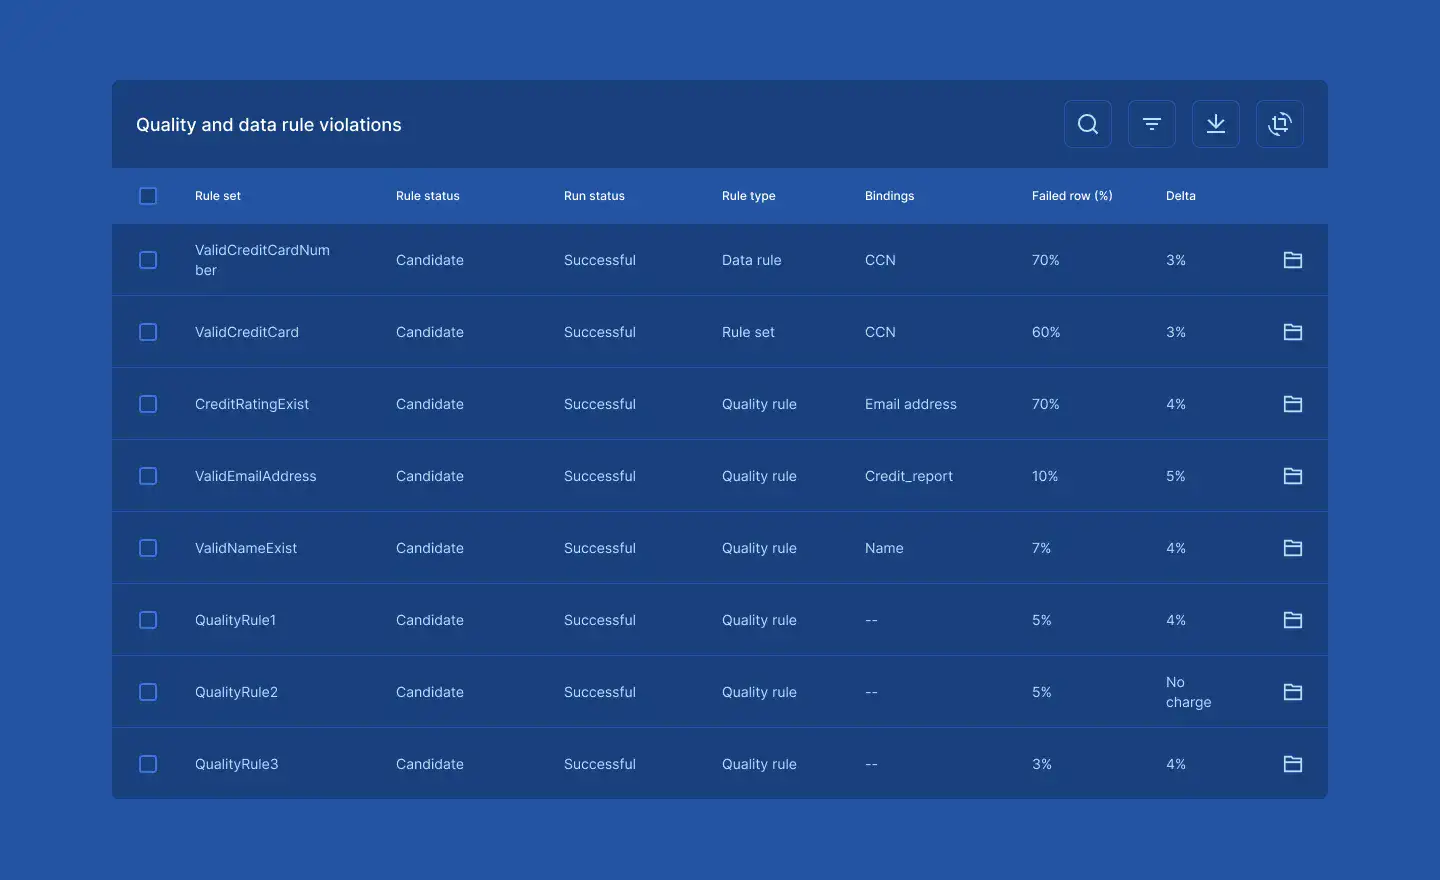 Quality and data rule violations
Rule set Rule status Run status Rule type Bindings Failed row (%) Delta
ValidCreditCardNum
ber Candidate Successful Data rule CCN 70% 3%
ValidCreditCard Candidate Successful Rule set CCN 60% 3%
CreditRatingExist Candidate Successful Quality rule Email address 70% 4%
ValidEmailAddress Candidate Successful Quality rule Credit_report 10% 5%
ValidNameExist Candidate Successful Quality rule Name 7% 4%
QualityRule1 Candidate Successful Quality rule -- 5% 4%
QualityRule2 Candidate Successful Quality rule -- 5% No
charge
QualityRule3 Candidate Successful Quality rule -- 3% 4%